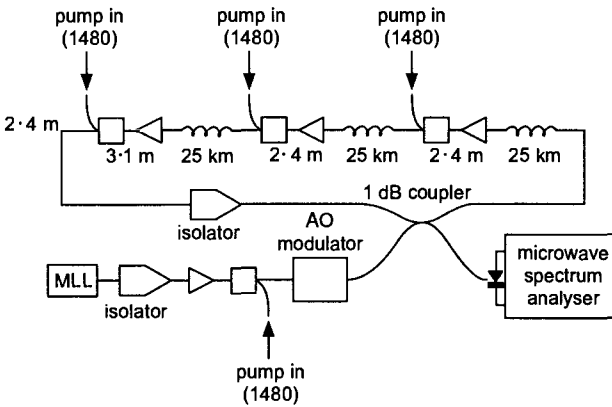 pump in
(1480)
pump in
(1480)
pump in
(1480)
2·4 m
3·1 m
25 km
2·4 m
25 km
2·4 m
25 km
1 dB coupler
isolator
AO
modulator
MLL
isolator
microwave
spectrum
analyser
pump in
(1480)